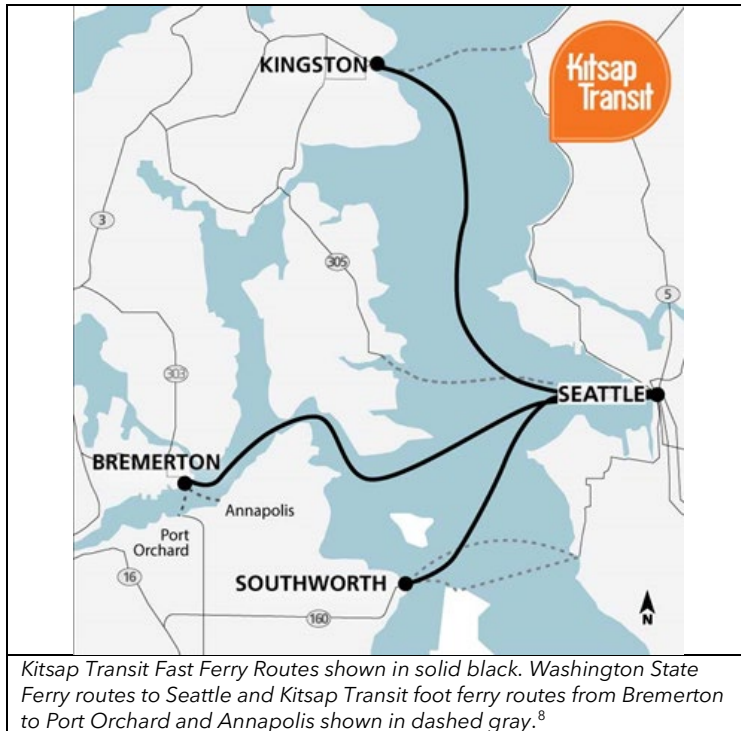 KINGSTON
Kitsap
Transit
3
305
5
303
SEATTLE
BREMERTON
Annapolis
Port
Orchard
SOUTHWORTH
16
160
N
Kitsap Transit Fast Ferry Routes shown in solid black. Washington State
Ferry routes to Seattle and Kitsap Transit foot ferry routes from Bremerton
to Port Orchard and Annapolis shown in dashed gray.8